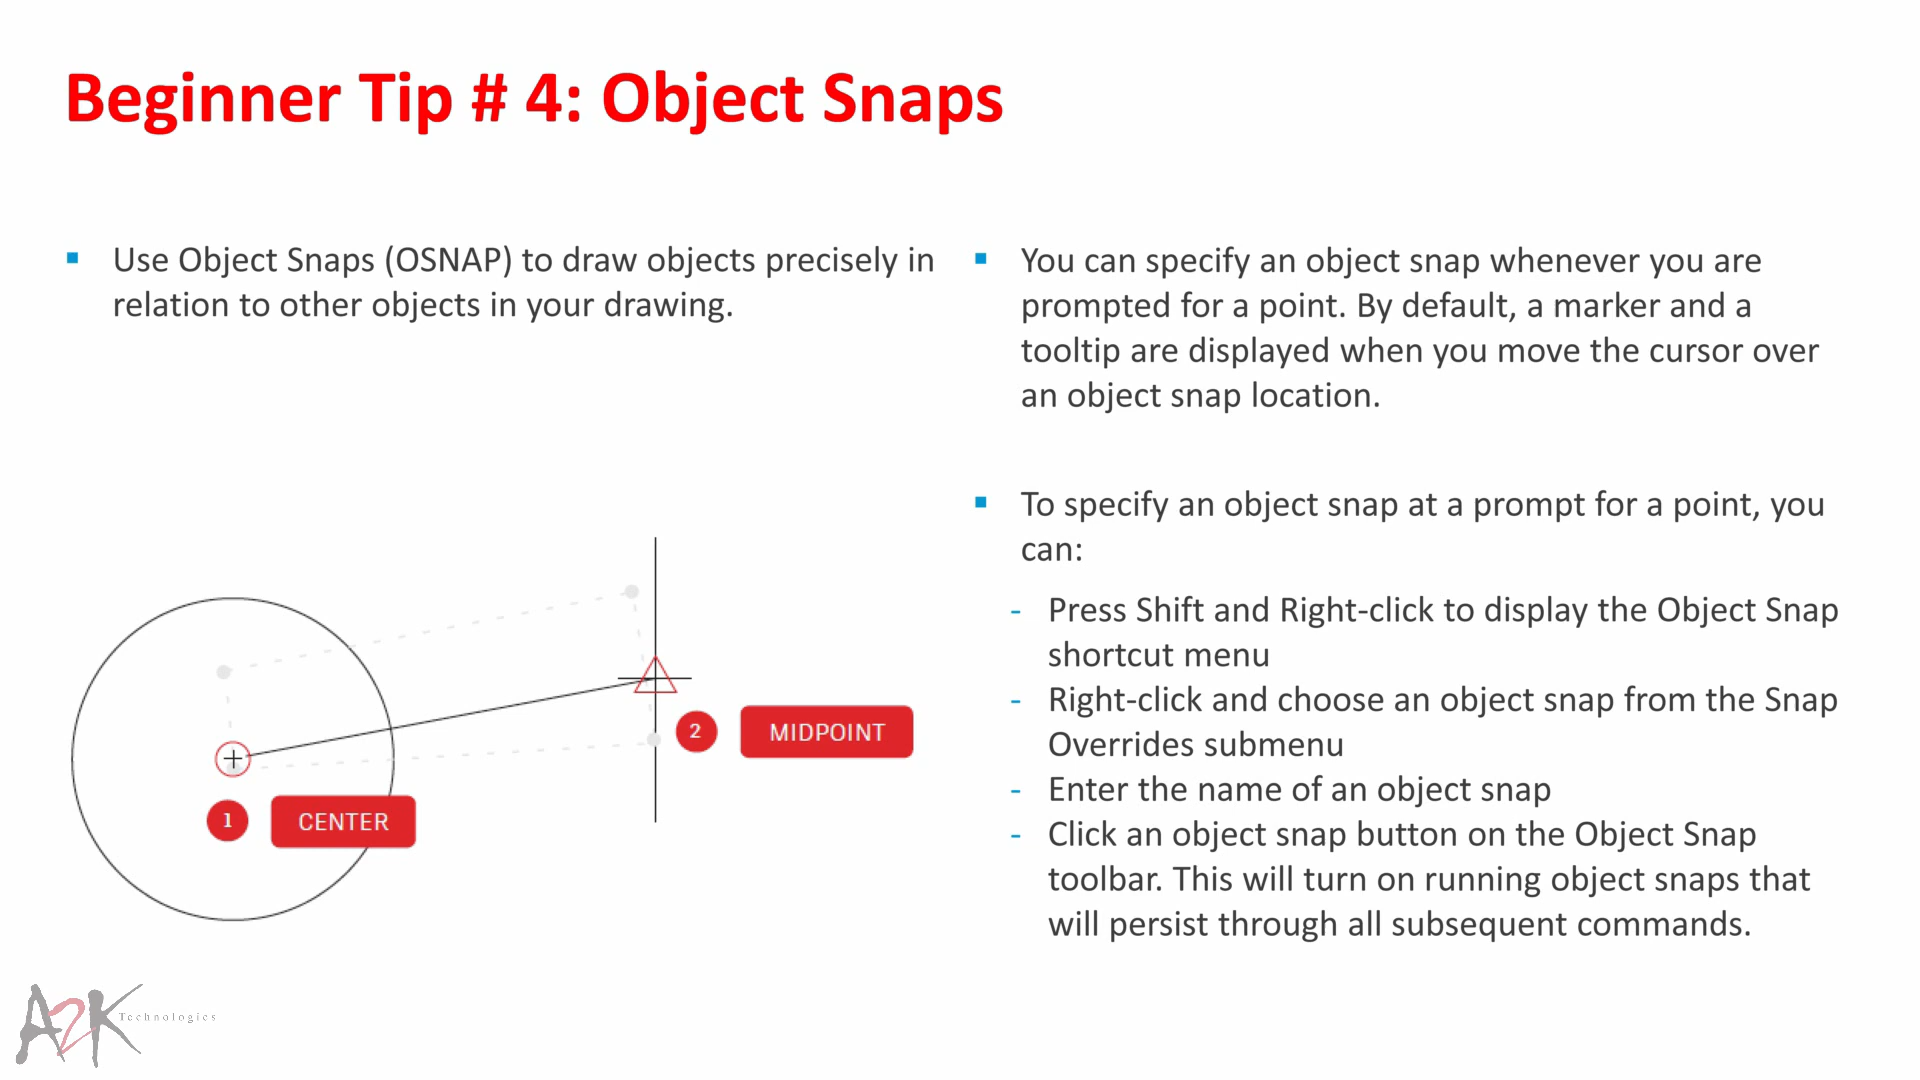 Beginner Tip # 4: Object Snaps
Use Object Snaps (OSNAP) to draw objects precisely in
relation to other objects in your drawing.
2
MIDPOINT
1
CENTER
You can specify an object snap whenever you are
prompted for a point. By default, a marker and a
tooltip are displayed when you move the cursor over
an object snap location.
To specify an object snap at a prompt for a point, you
can:
- Press Shift and Right-click to display the Object Snap
shortcut menu
- Right-click and choose an object snap from the Snap
Overrides submenu
- Enter the name of an object snap
- Click an object snap button on the Object Snap
toolbar. This will turn on running object snaps that
will persist through all subsequent commands.
A2K Technologies